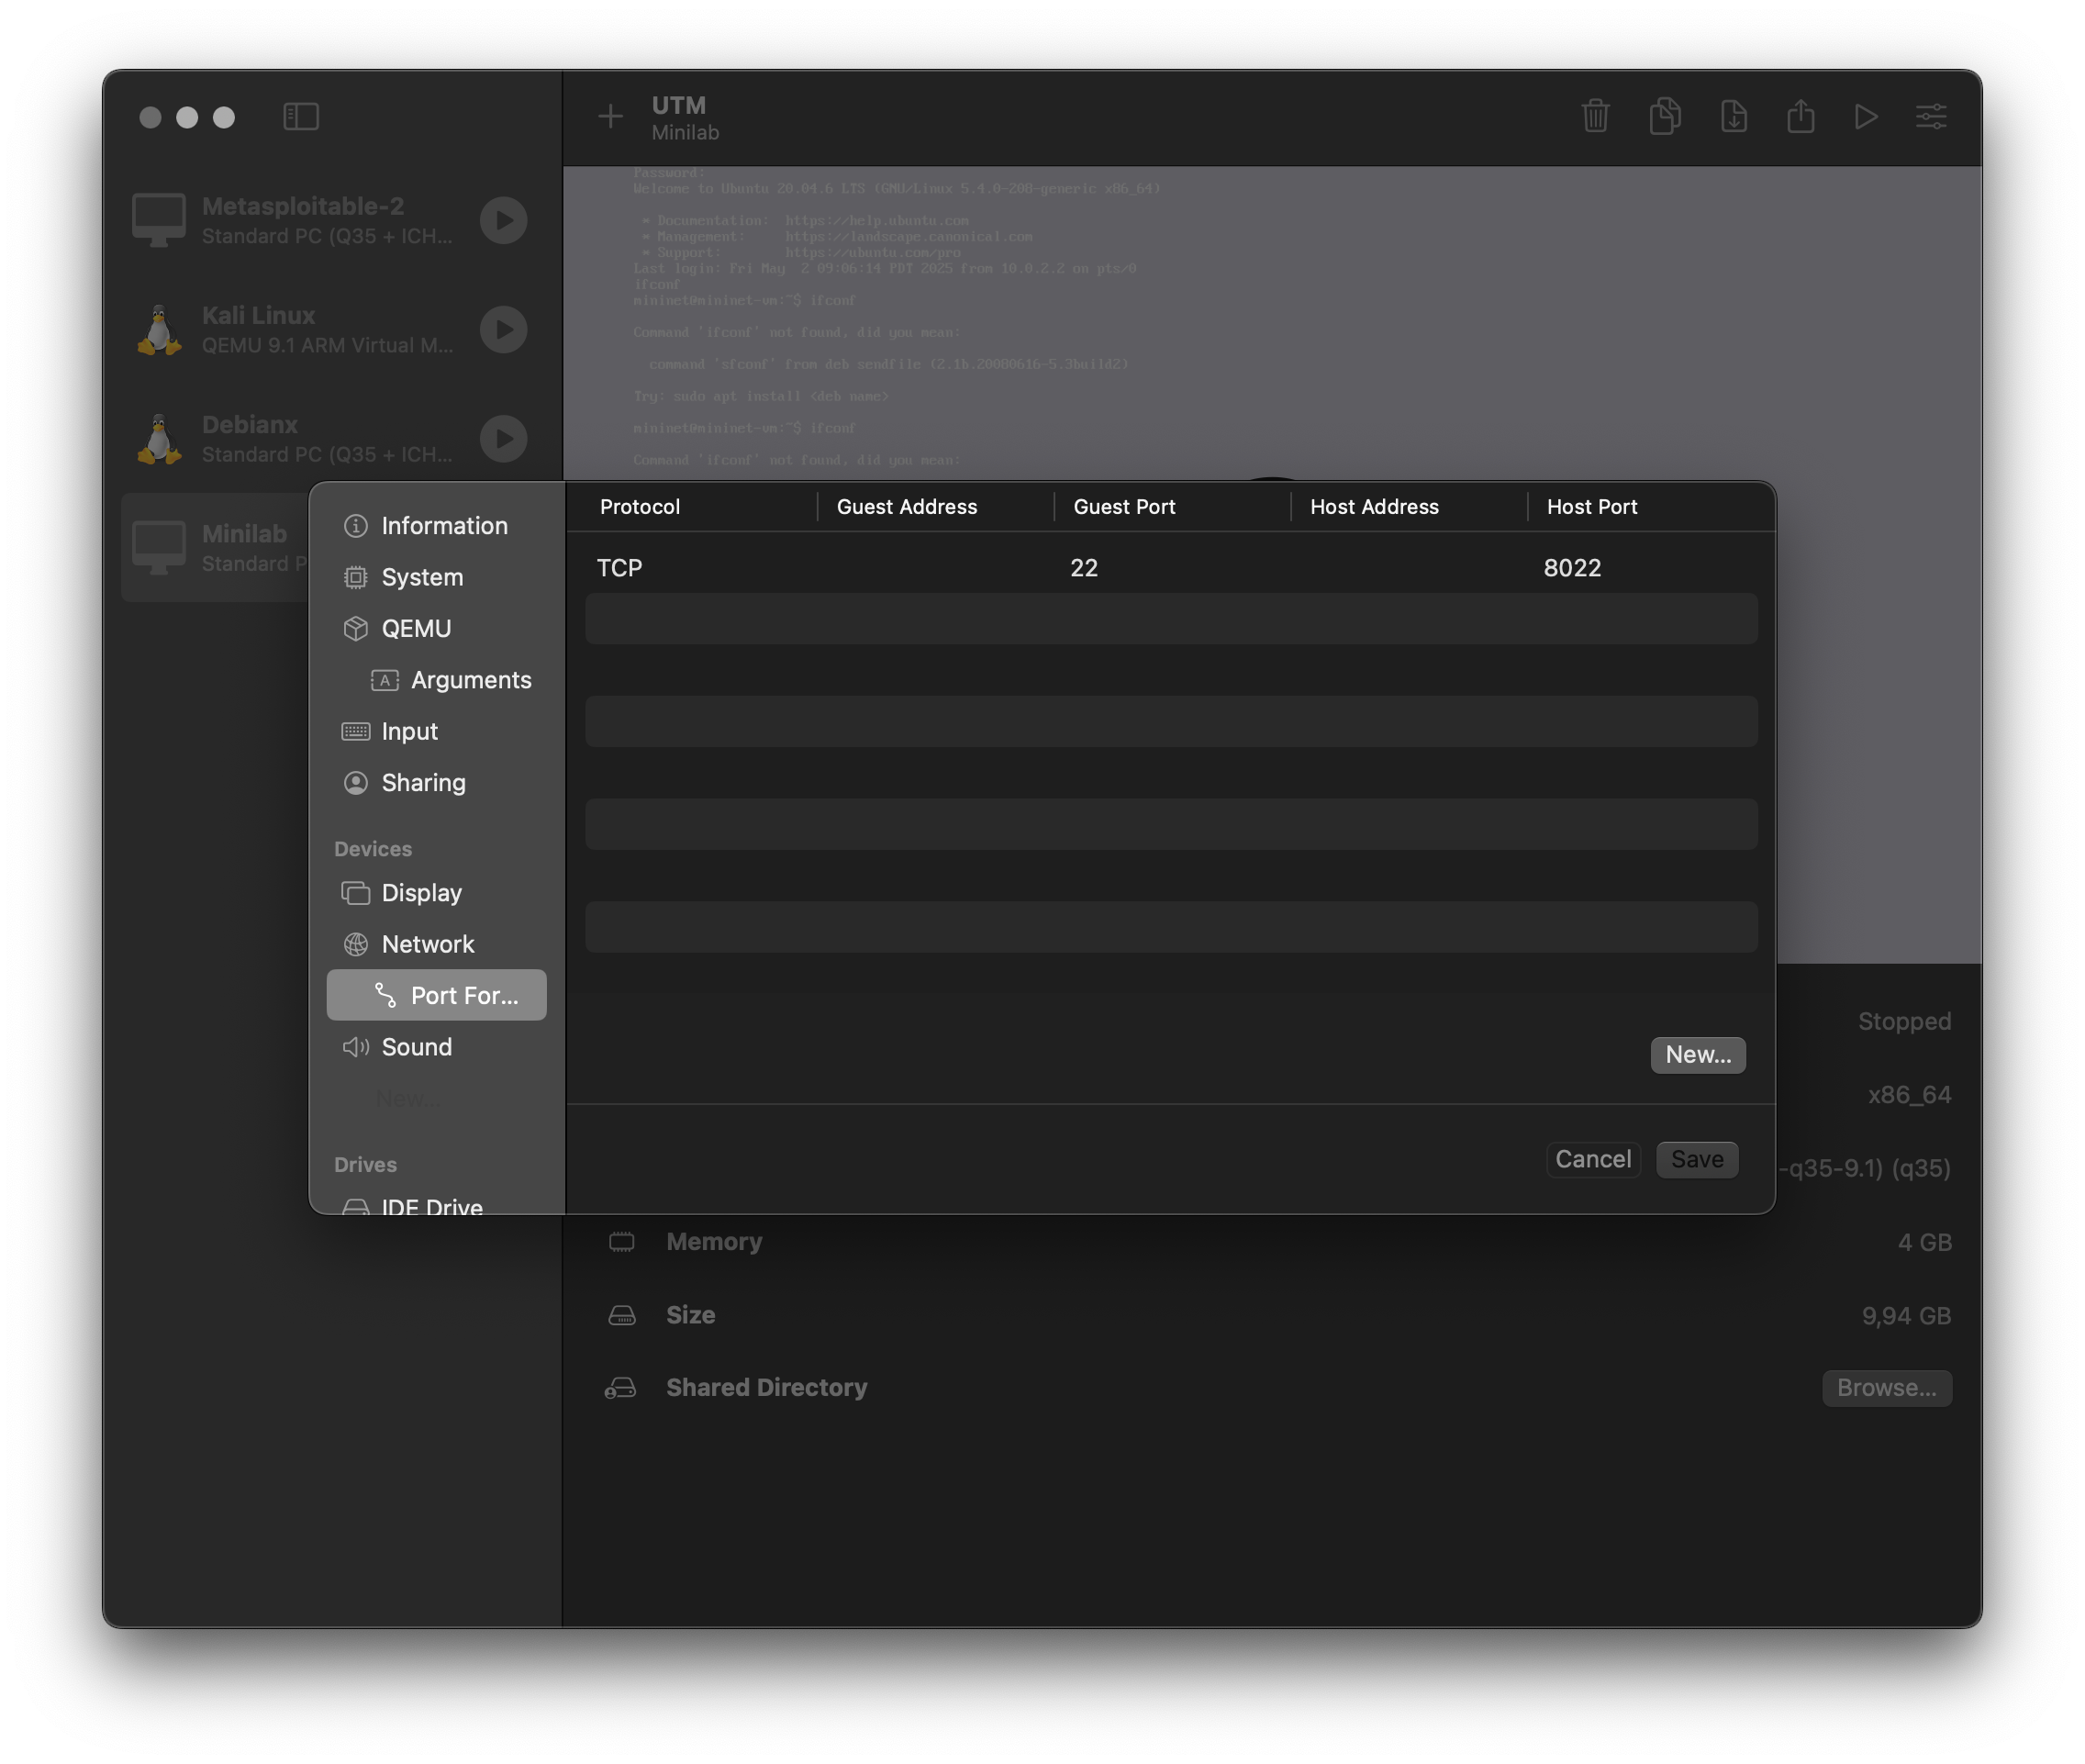 UTM
Minilab
Metasploitable-2
Standard PC (Q35 + ICH...
Kali Linux
QEMU 9.1 ARM Virtual M...
Debianx
Standard PC (Q35 + ICH...
Minilab
Standard P
Password:
Welcome to Ubuntu 20.04.6 LTS (GNU/Linux 5.4.0-208-generic x86_64)
* Documentation: https://help.ubuntu.com
* Management: https://landscape.canonical.com
* Support: https://ubuntu.com/pro
Last login: Fri May 2 09:06:14 PDT 2025 from 10.0.2.2 on pts/0
ifconf
mininet@mininet-vm:~$ ifconf
Command 'ifconf' not found, did you mean:
command 'sfconf' from deb sendfile (2.1b.20080616-5.3build2)
Try: sudo apt install <deb name>
mininet@mininet-vm:~$ ifconf
Command 'ifconf' not found, did you mean:
Information
System
QEMU
Arguments
Input
Sharing
Devices
Display
Network
Port For...
Sound
New...
Drives
IDE Drive
Protocol Guest Address Guest Port Host Address Host Port
TCP 22 8022
New...
Cancel Save
Stopped
x86_64
-q35-9.1) (q35)
Memory 4 GB
Size 9,94 GB
Shared Directory Browse...